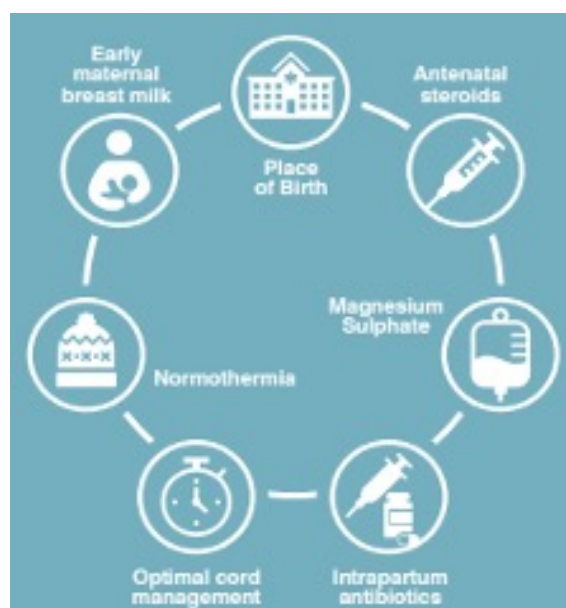 Early
maternal
breast milk
Place
of Birth
Antenatal
steroids
Magnesium
Sulphate
Intrapartum
antibiotics
Optimal cord
management
Normothermia